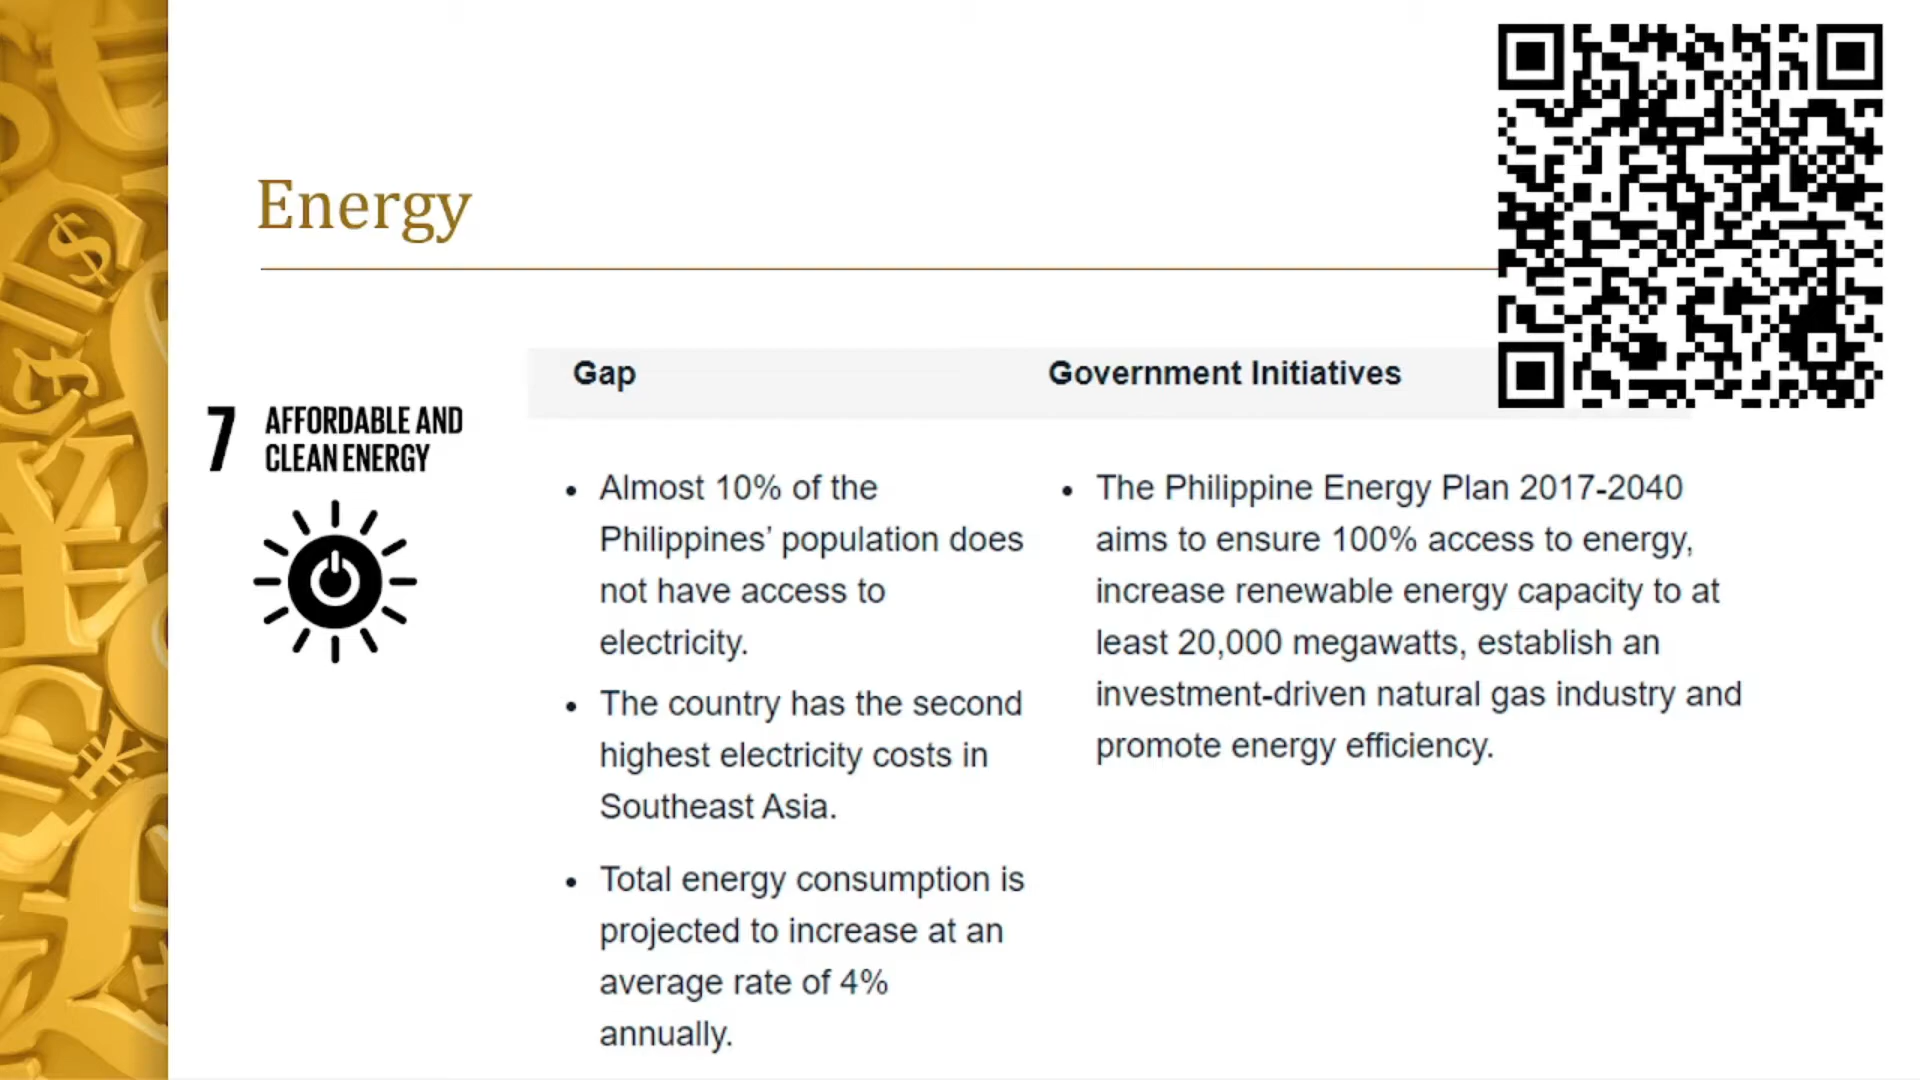 Energy
7 AFFORDABLE AND
CLEAN ENERGY
Gap
Almost 10% of the
Philippines’ population does
not have access to
electricity.
The country has the second
highest electricity costs in
Southeast Asia.
Total energy consumption is
projected to increase at an
average rate of 4%
annually.
Government Initiatives
The Philippine Energy Plan 2017-2040
aims to ensure 100% access to energy,
increase renewable energy capacity to at
least 20,000 megawatts, establish an
investment-driven natural gas industry and
promote energy efficiency.